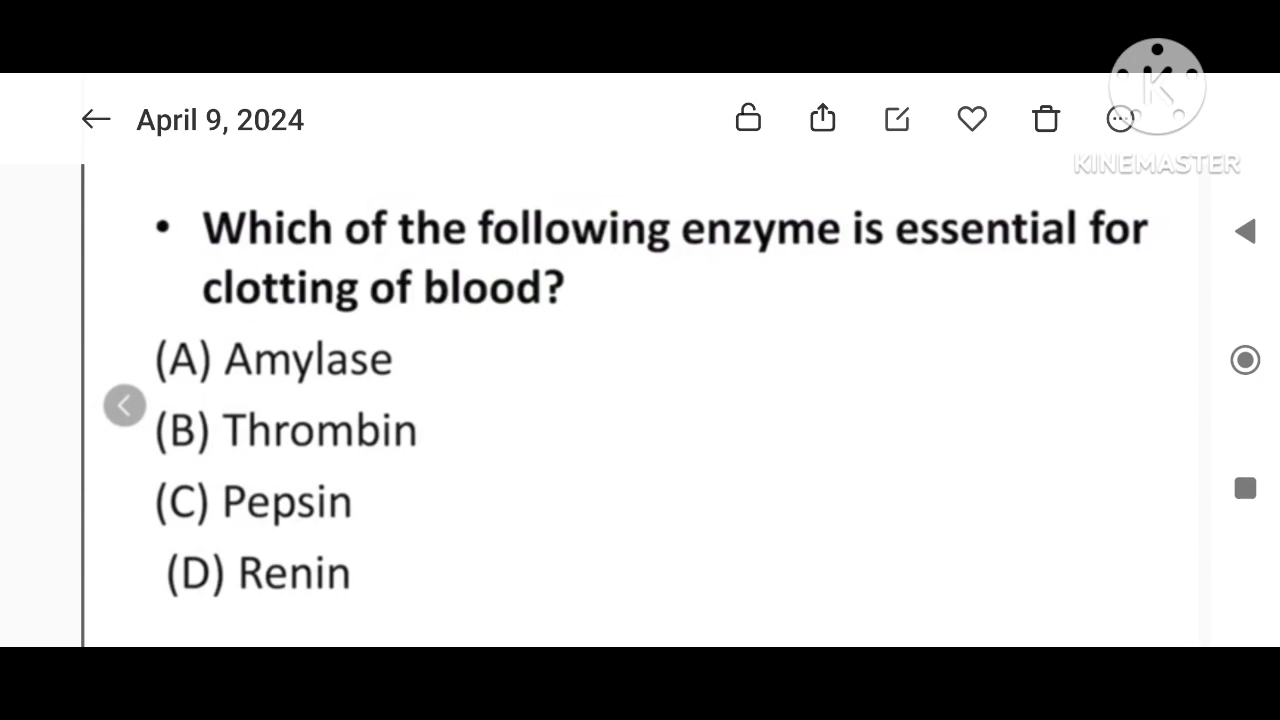 April 9, 2024
K
KINEMASTER
• Which of the following enzyme is essential for
clotting of blood?
(A) Amylase
(B) Thrombin
(C) Pepsin
(D) Renin